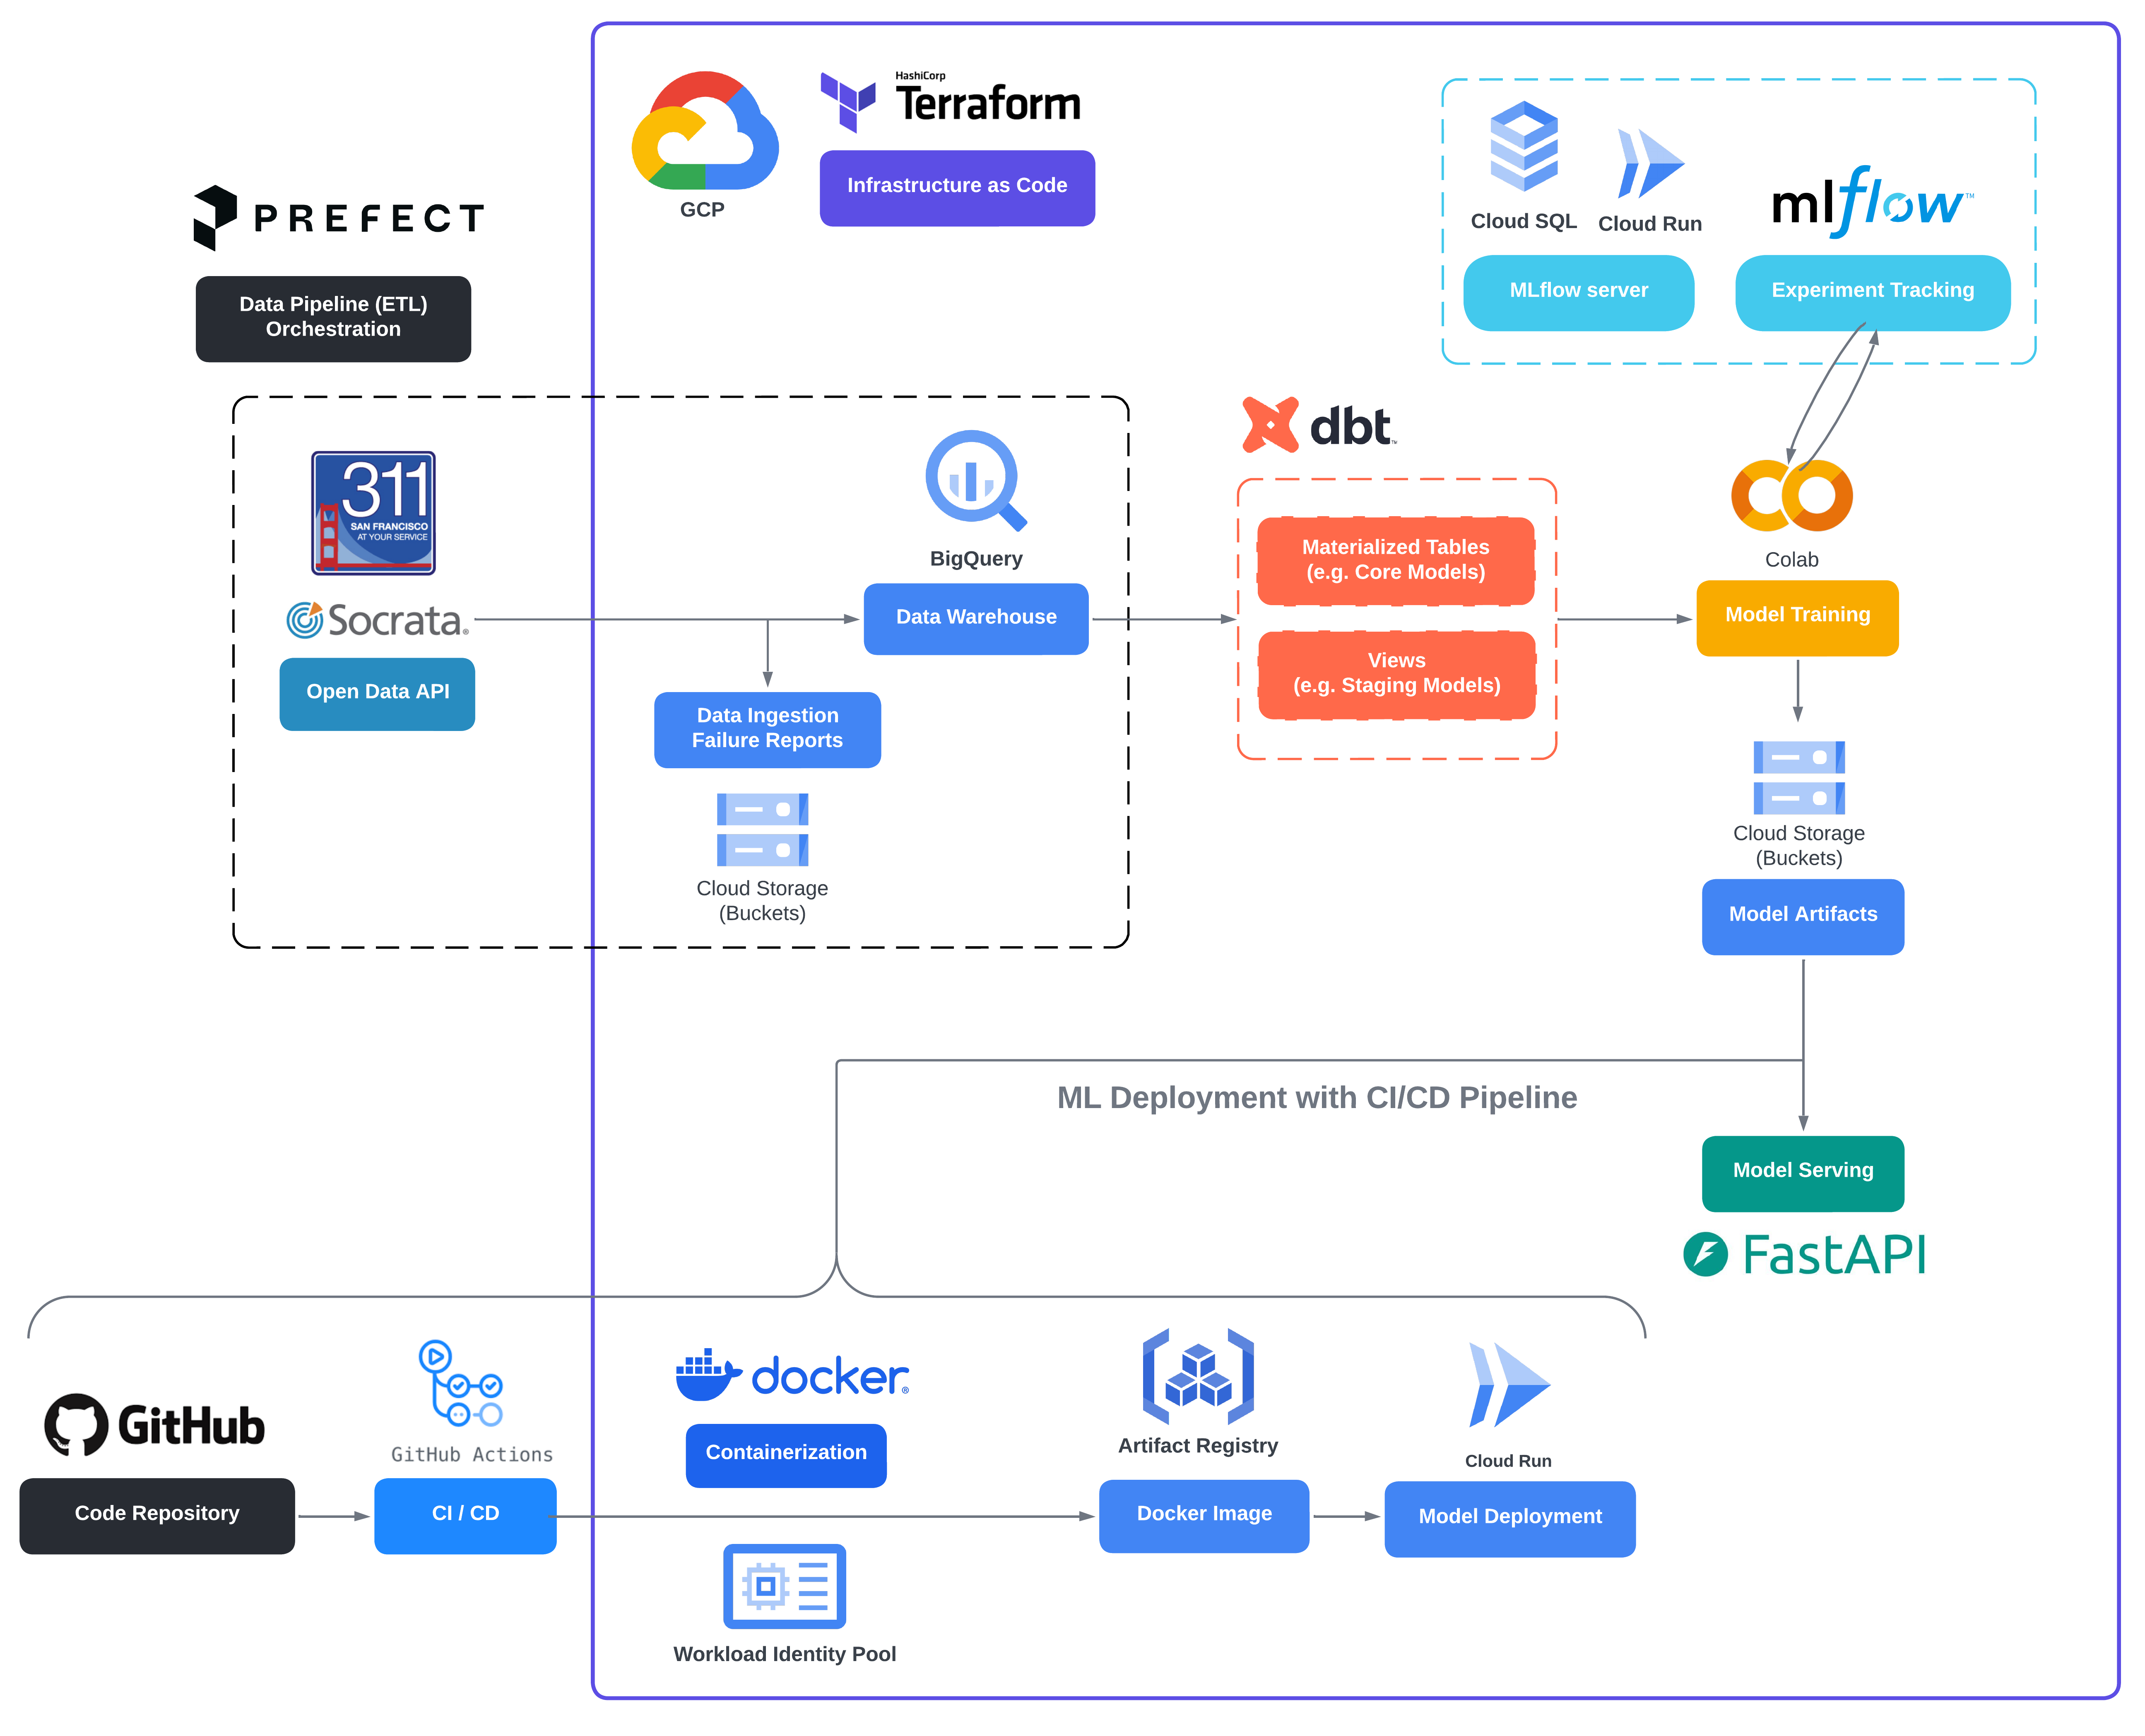 HashiCorp
Terraform
Infrastructure as Code
GCP
Cloud SQL
Cloud Run
mlflow™
MLflow server
Experiment Tracking
PREFECT
Data Pipeline (ETL)
Orchestration
311
SAN FRANCISCO
AT YOUR SERVICE
Socrata®
Open Data API
BigQuery
Data Warehouse
Data Ingestion
Failure Reports
Cloud Storage
(Buckets)
dbt™
Materialized Tables
(e.g. Core Models)
Views
(e.g. Staging Models)
Colab
Model Training
Cloud Storage
(Buckets)
Model Artifacts
ML Deployment with CI/CD Pipeline
Model Serving
FastAPI
GitHub
Code Repository
GitHub Actions
CI / CD
docker®
Containerization
Workload Identity Pool
Artifact Registry
Docker Image
Cloud Run
Model Deployment